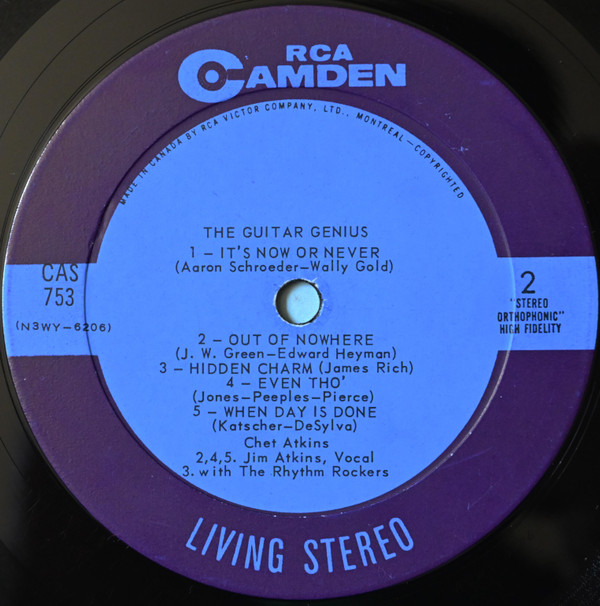 RCA
CAMDEN
MADE IN CANADA BY RCA VICTOR COMPANY, LTD., MONTREAL—COPYRIGHTED
THE GUITAR GENIUS
1 – IT'S NOW OR NEVER
(Aaron Schroeder–Wally Gold)
CAS
753
(N3WY–6206)
2
"STEREO
ORTHOPHONIC"
HIGH FIDELITY
2 – OUT OF NOWHERE
(J. W. Green–Edward Heyman)
3 – HIDDEN CHARM (James Rich)
4 – EVEN THO'
(Jones–Peeples–Pierce)
5 – WHEN DAY IS DONE
(Katscher–DeSylva)
Chet Atkins
2,4,5. Jim Atkins, Vocal
3. with The Rhythm Rockers
LIVING STEREO